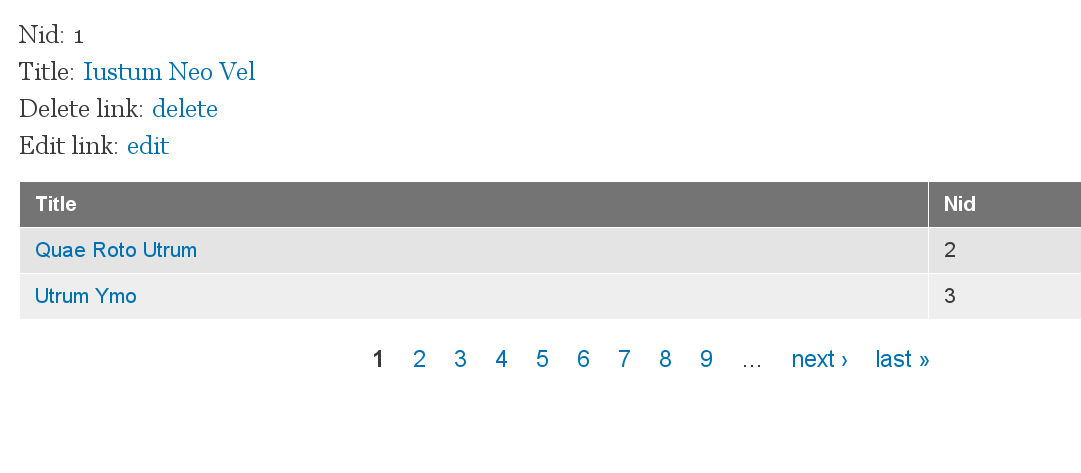 Nid: 1
Title: Iustum Neo Vel
Delete link: delete
Edit link: edit
Title Nid
Quae Roto Utrum 2
Utrum Ymo 3
1 2 3 4 5 6 7 8 9 … next › last »